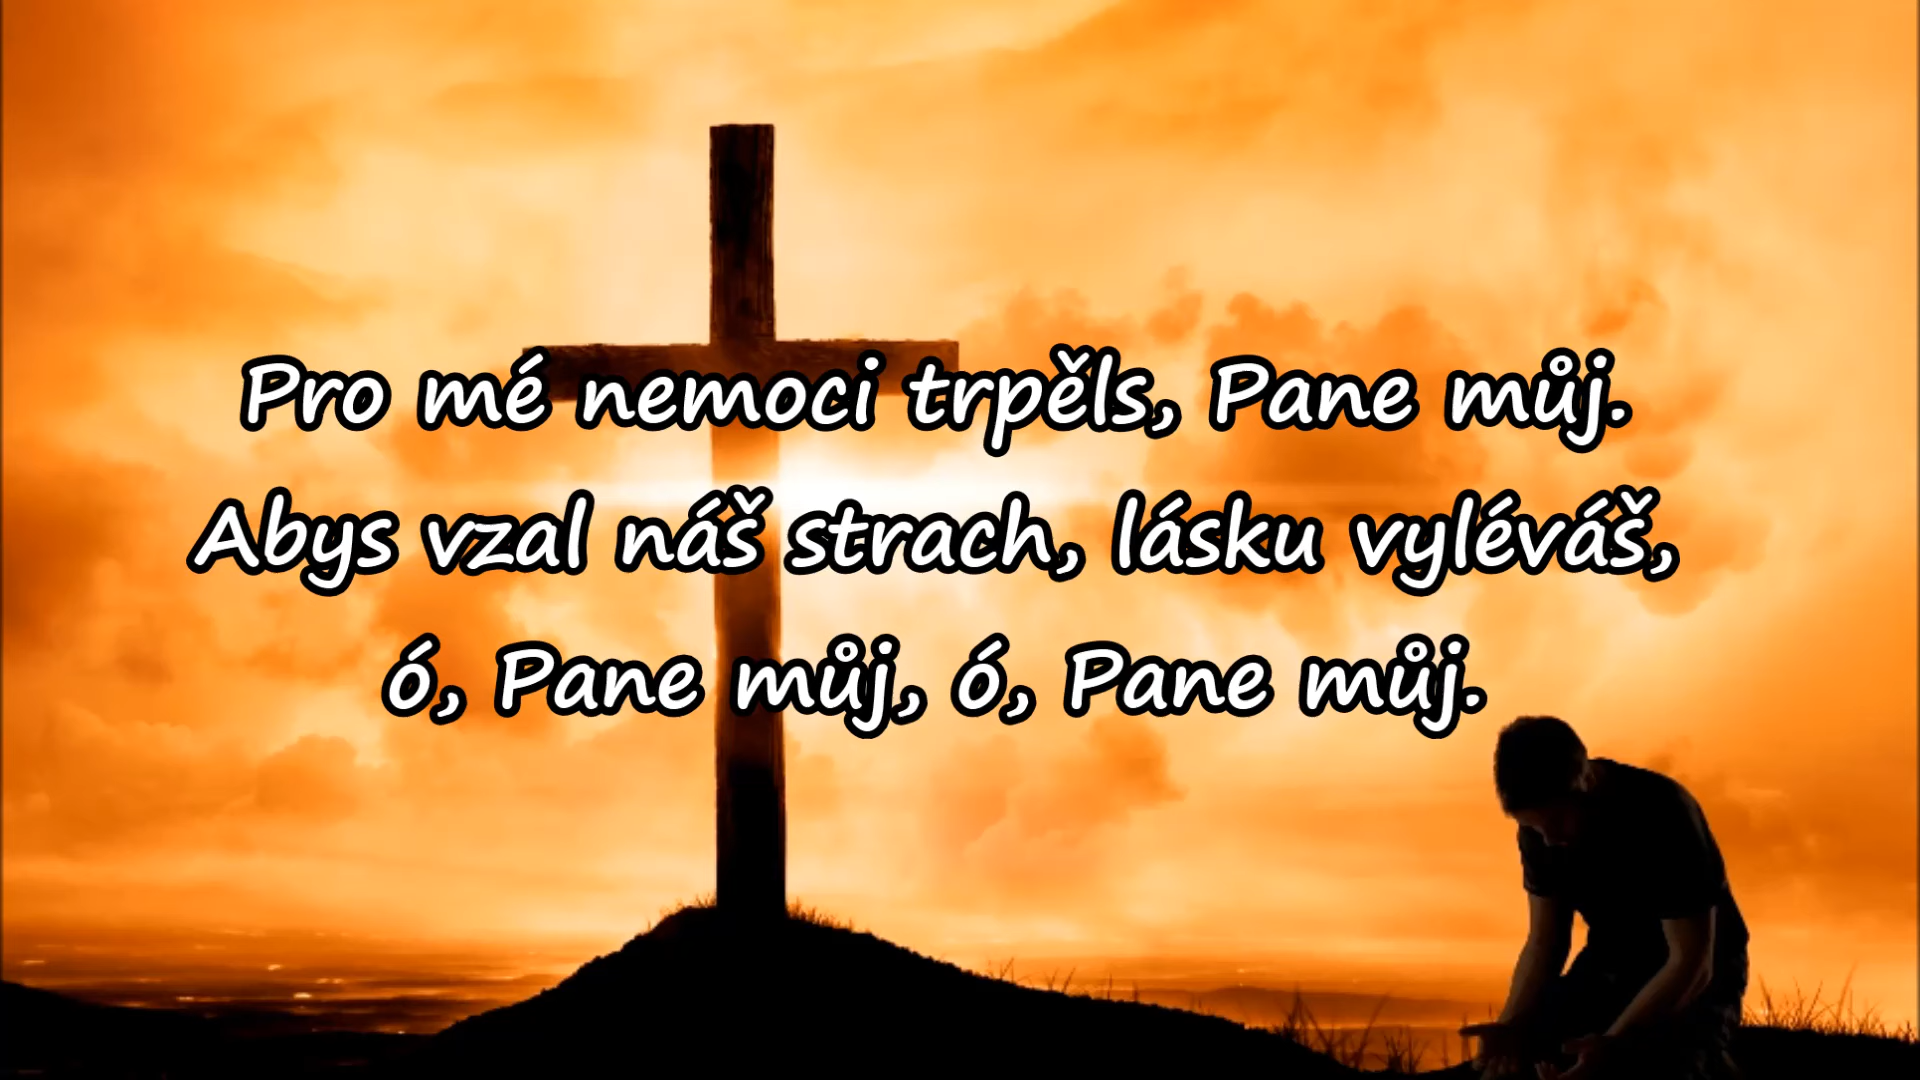 Pro mé nemoci trpěls, Pane můj.
Abys vzal náš strach, lásku vyléváš,
ó, Pane můj, ó, Pane můj.